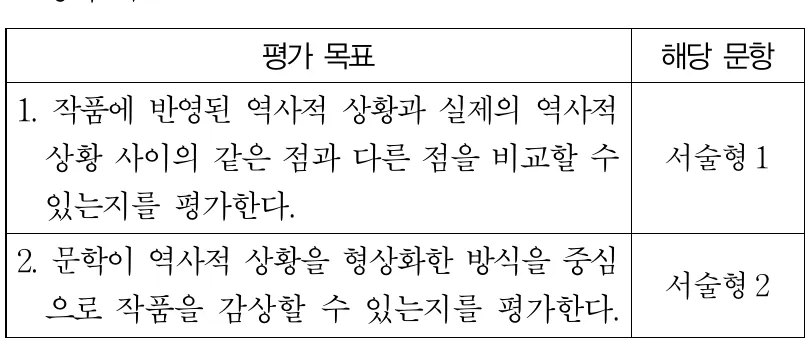 평가 목표
해당 문항
1. 작품에 반영된 역사적 상황과 실제의 역사적
상황 사이의 같은 점과 다른 점을 비교할 수
있는지를 평가한다.
서술형 1
2. 문학이 역사적 상황을 형상화한 방식을 중심
으로 작품을 감상할 수 있는지를 평가한다.
서술형 2